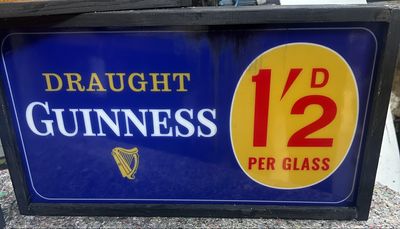 DRAUGHT
GUINNESS
1'2D
PER GLASS